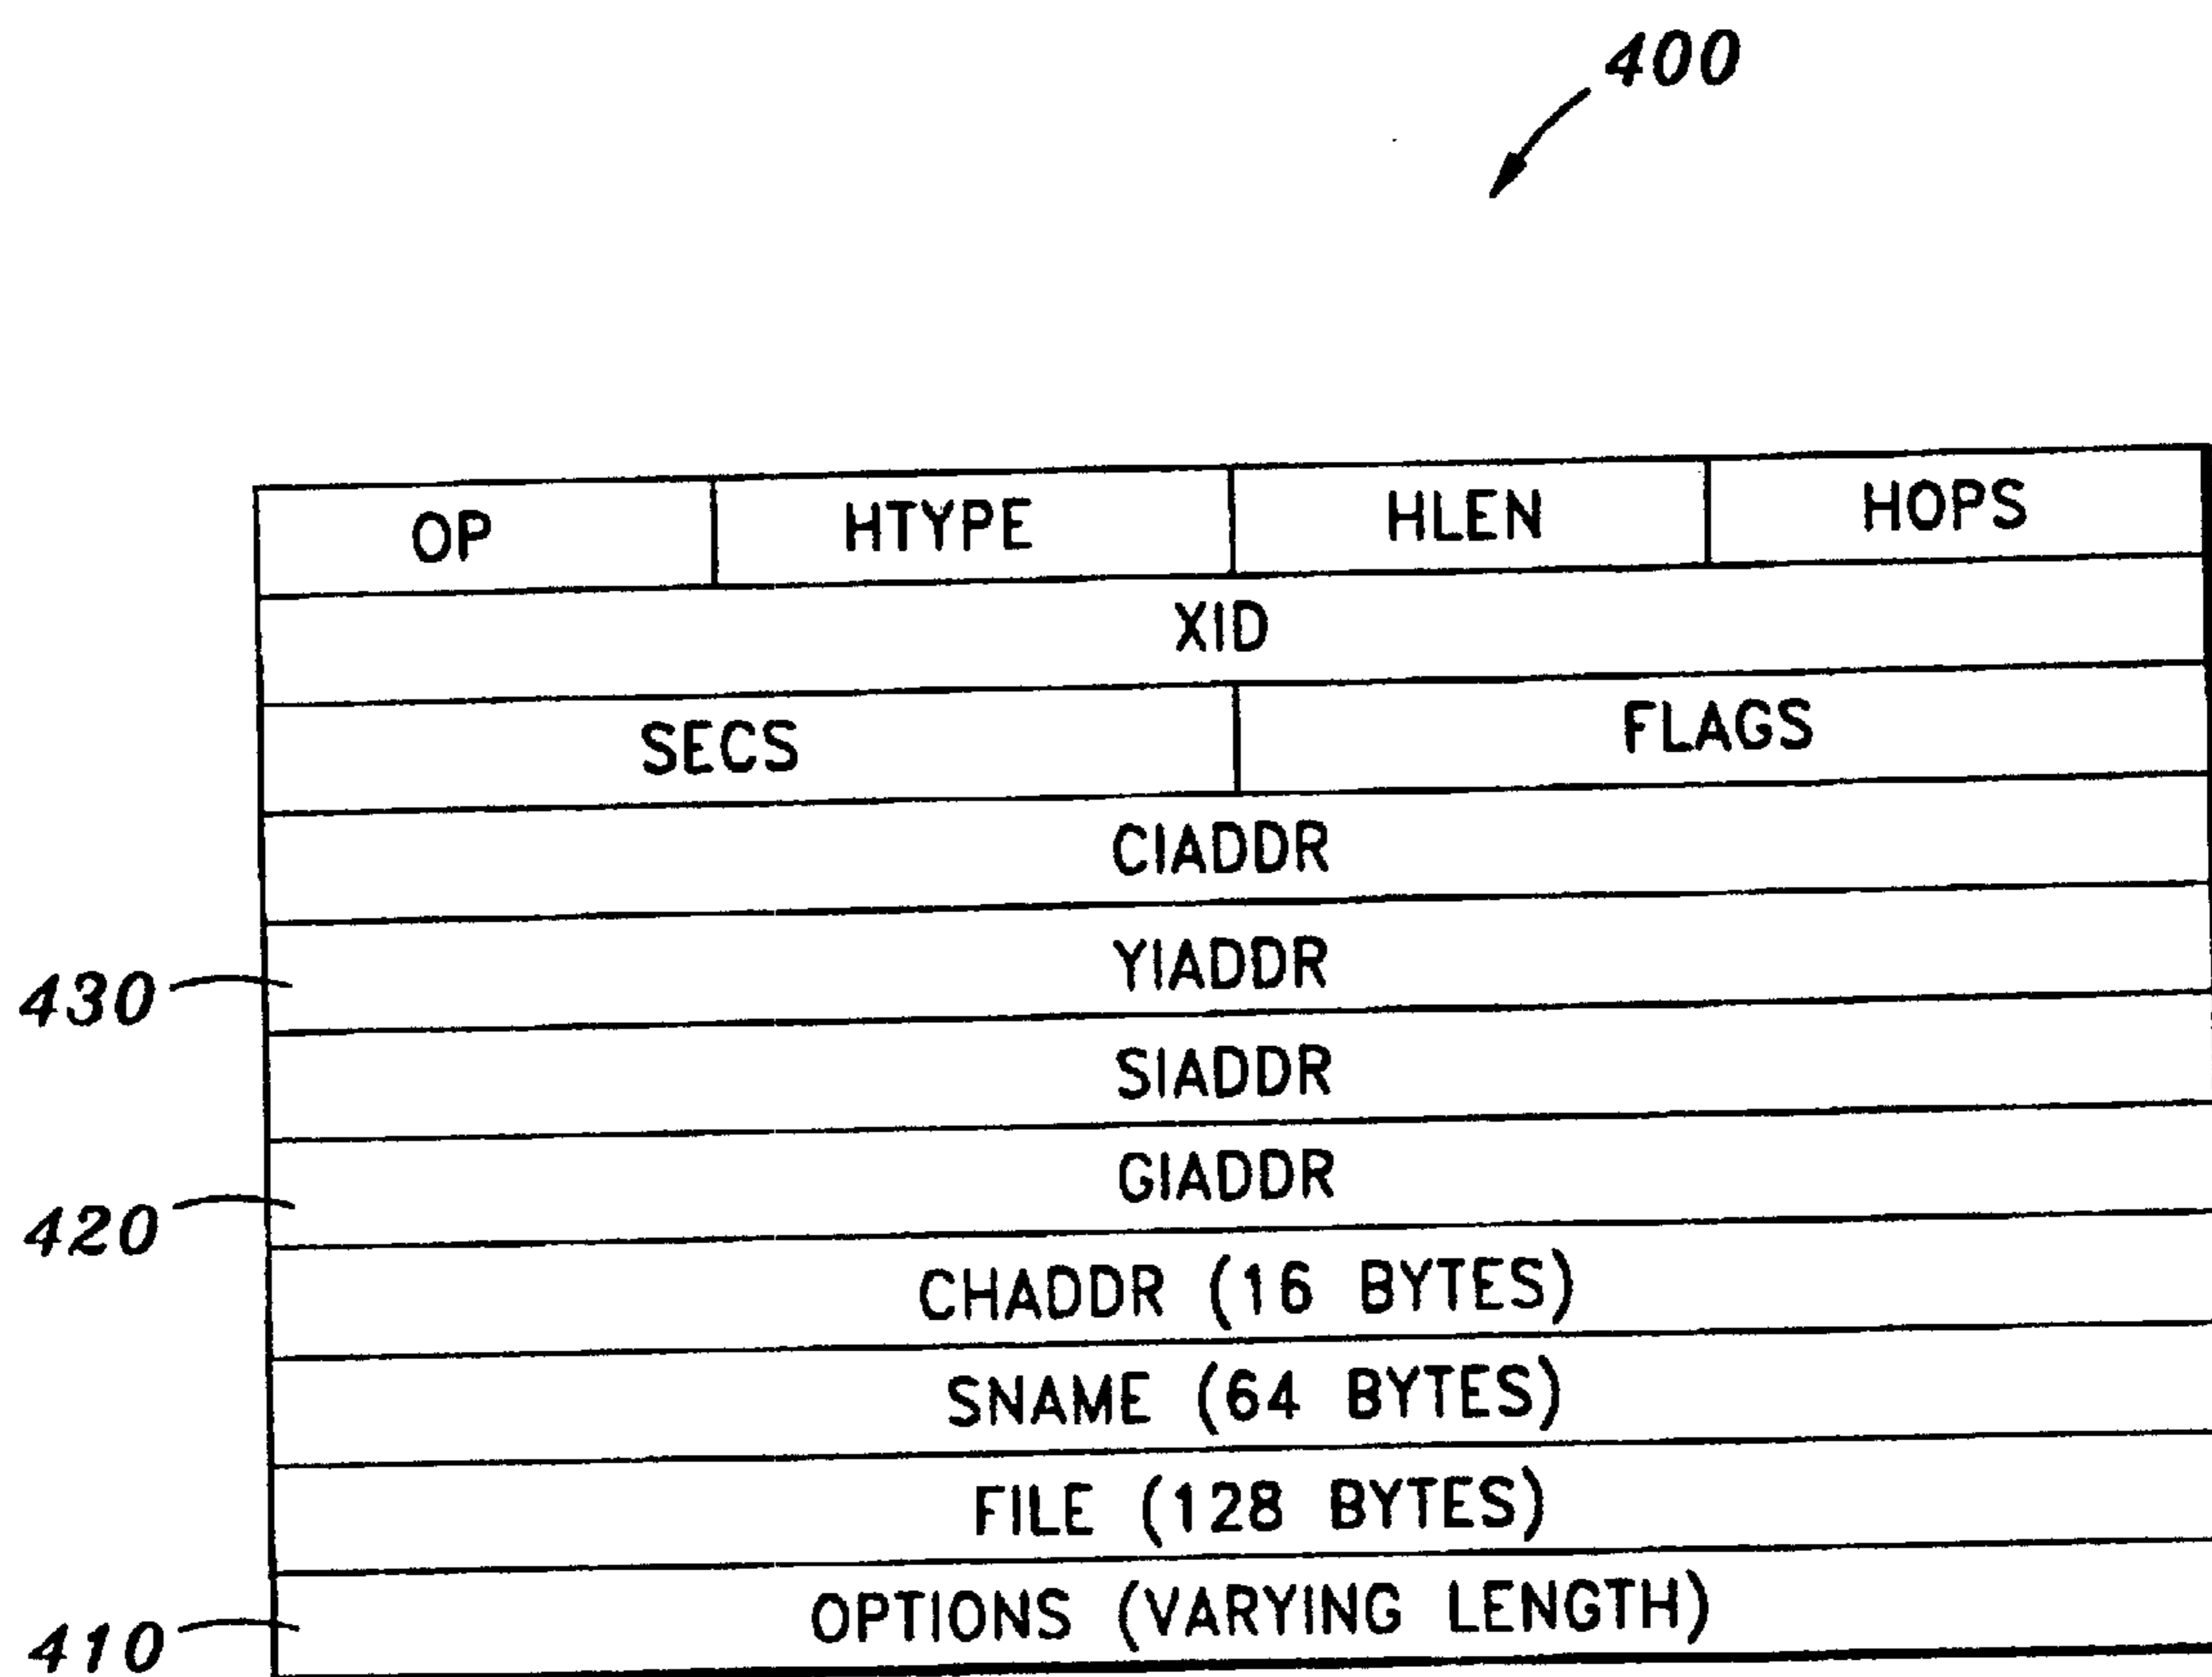 400
OP HTYPE HLEN HOPS
XID
SECS FLAGS
CIADDR
430 YIADDR
SIADDR
420 GIADDR
CHADDR (16 BYTES)
SNAME (64 BYTES)
FILE (128 BYTES)
410 OPTIONS (VARYING LENGTH)